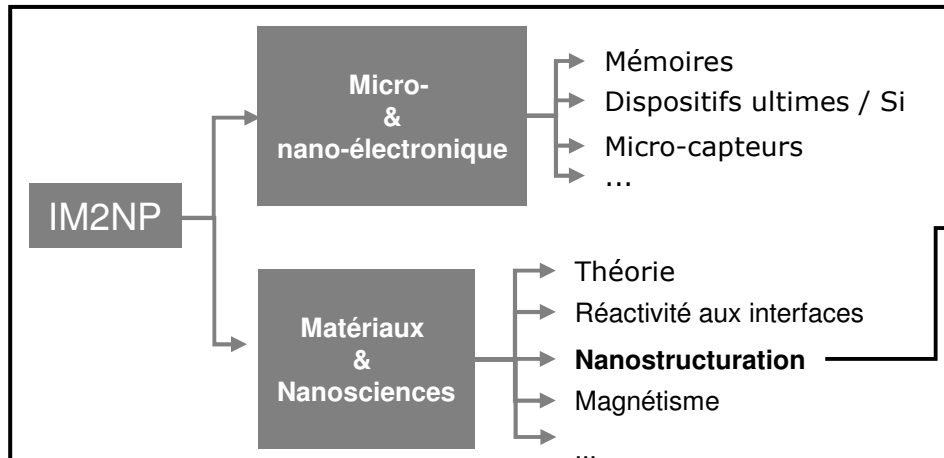 IM2NP
Micro-
&
nano-électronique
Mémoires
Dispositifs ultimes / Si
Micro-capteurs
...
Matériaux
&
Nanosciences
Théorie
Réactivité aux interfaces
Nanostructuration
Magnétisme
...